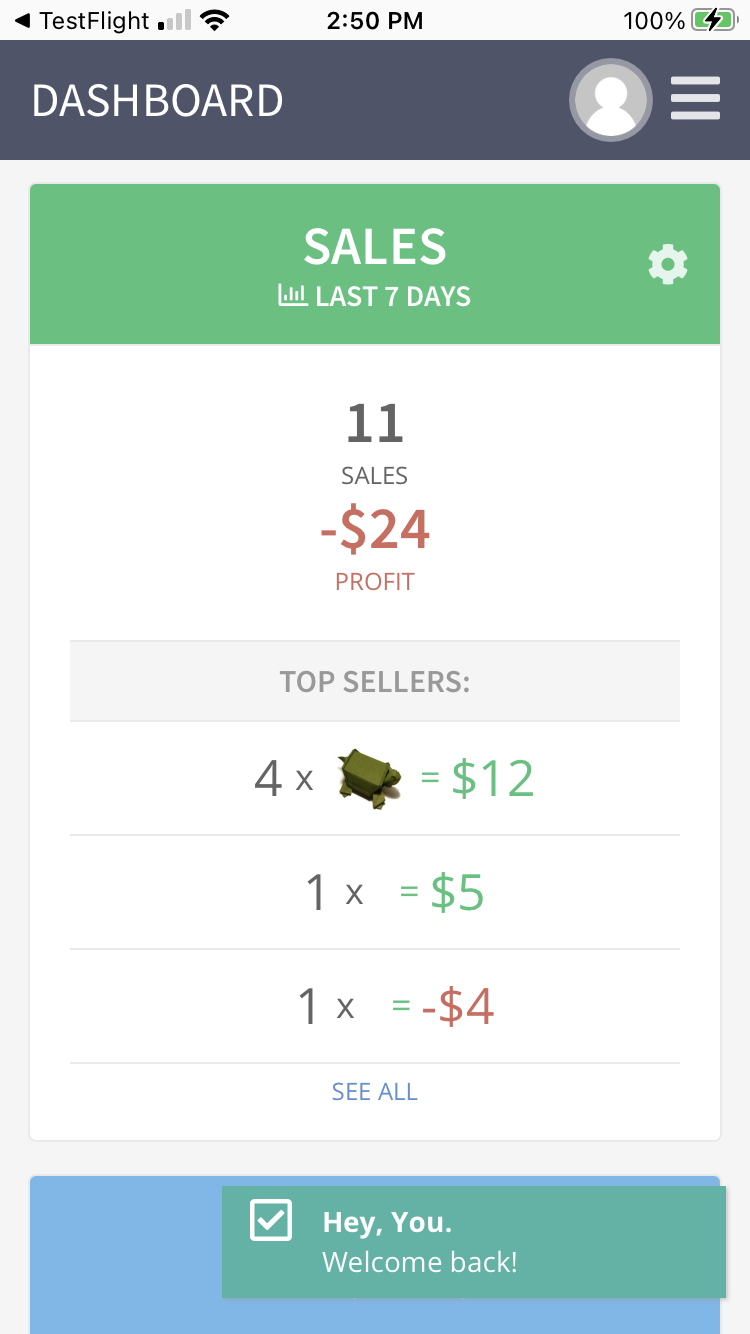 TestFlight 2:50 PM 100%
DASHBOARD
SALES
LAST 7 DAYS
11
SALES
-$24
PROFIT
TOP SELLERS:
4 x = $12
1 x = $5
1 x = -$4
SEE ALL
Hey, You.
Welcome back!